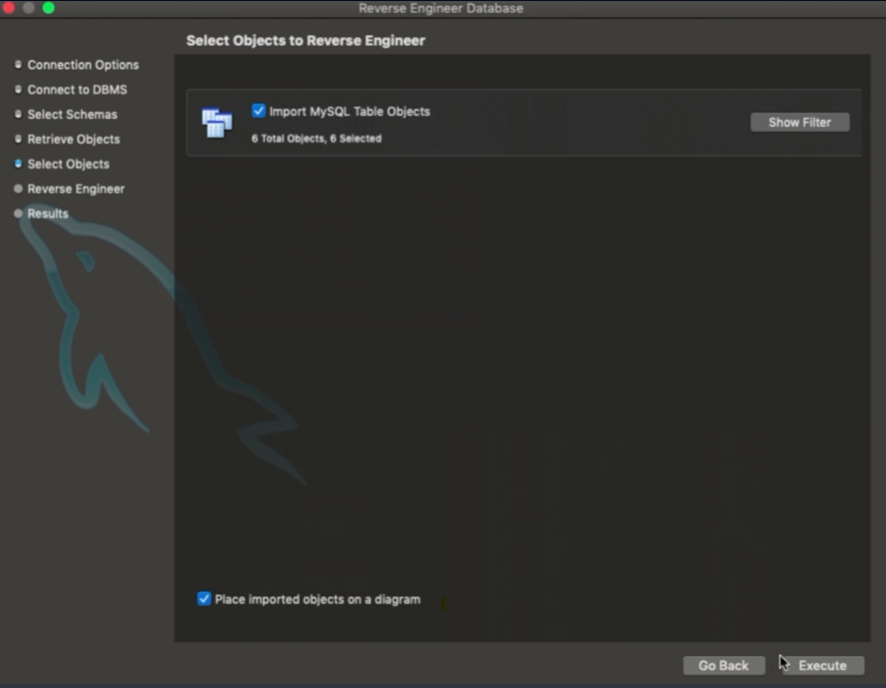 Reverse Engineer Database
Select Objects to Reverse Engineer
Connection Options
Connect to DBMS
Select Schemas
Retrieve Objects
Select Objects
Reverse Engineer
Results
Import MySQL Table Objects
6 Total Objects, 6 Selected
Show Filter
Place imported objects on a diagram
Go Back
Execute